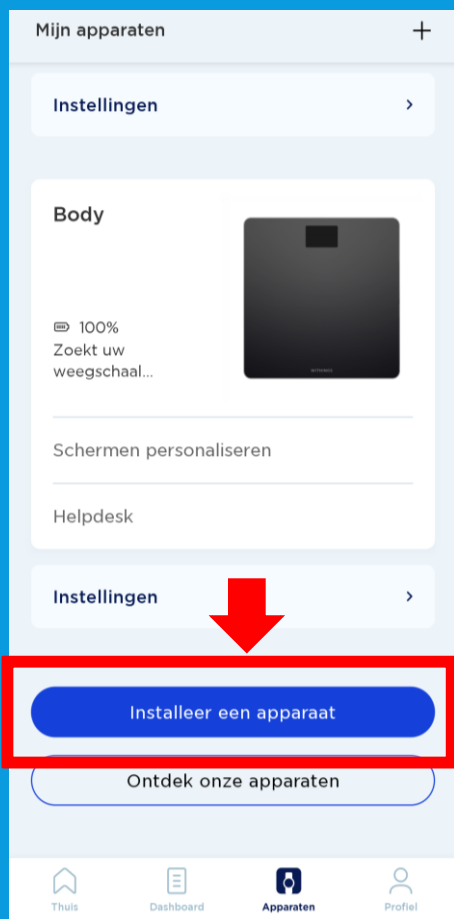 Mijn apparaten
Instellingen
Body
100%
Zoekt uw
weegschaal...
Schermen personaliseren
Helpdesk
Instellingen
Installeer een apparaat
Ontdek onze apparaten
Thuis
Dashboard
Apparaten
Profiel